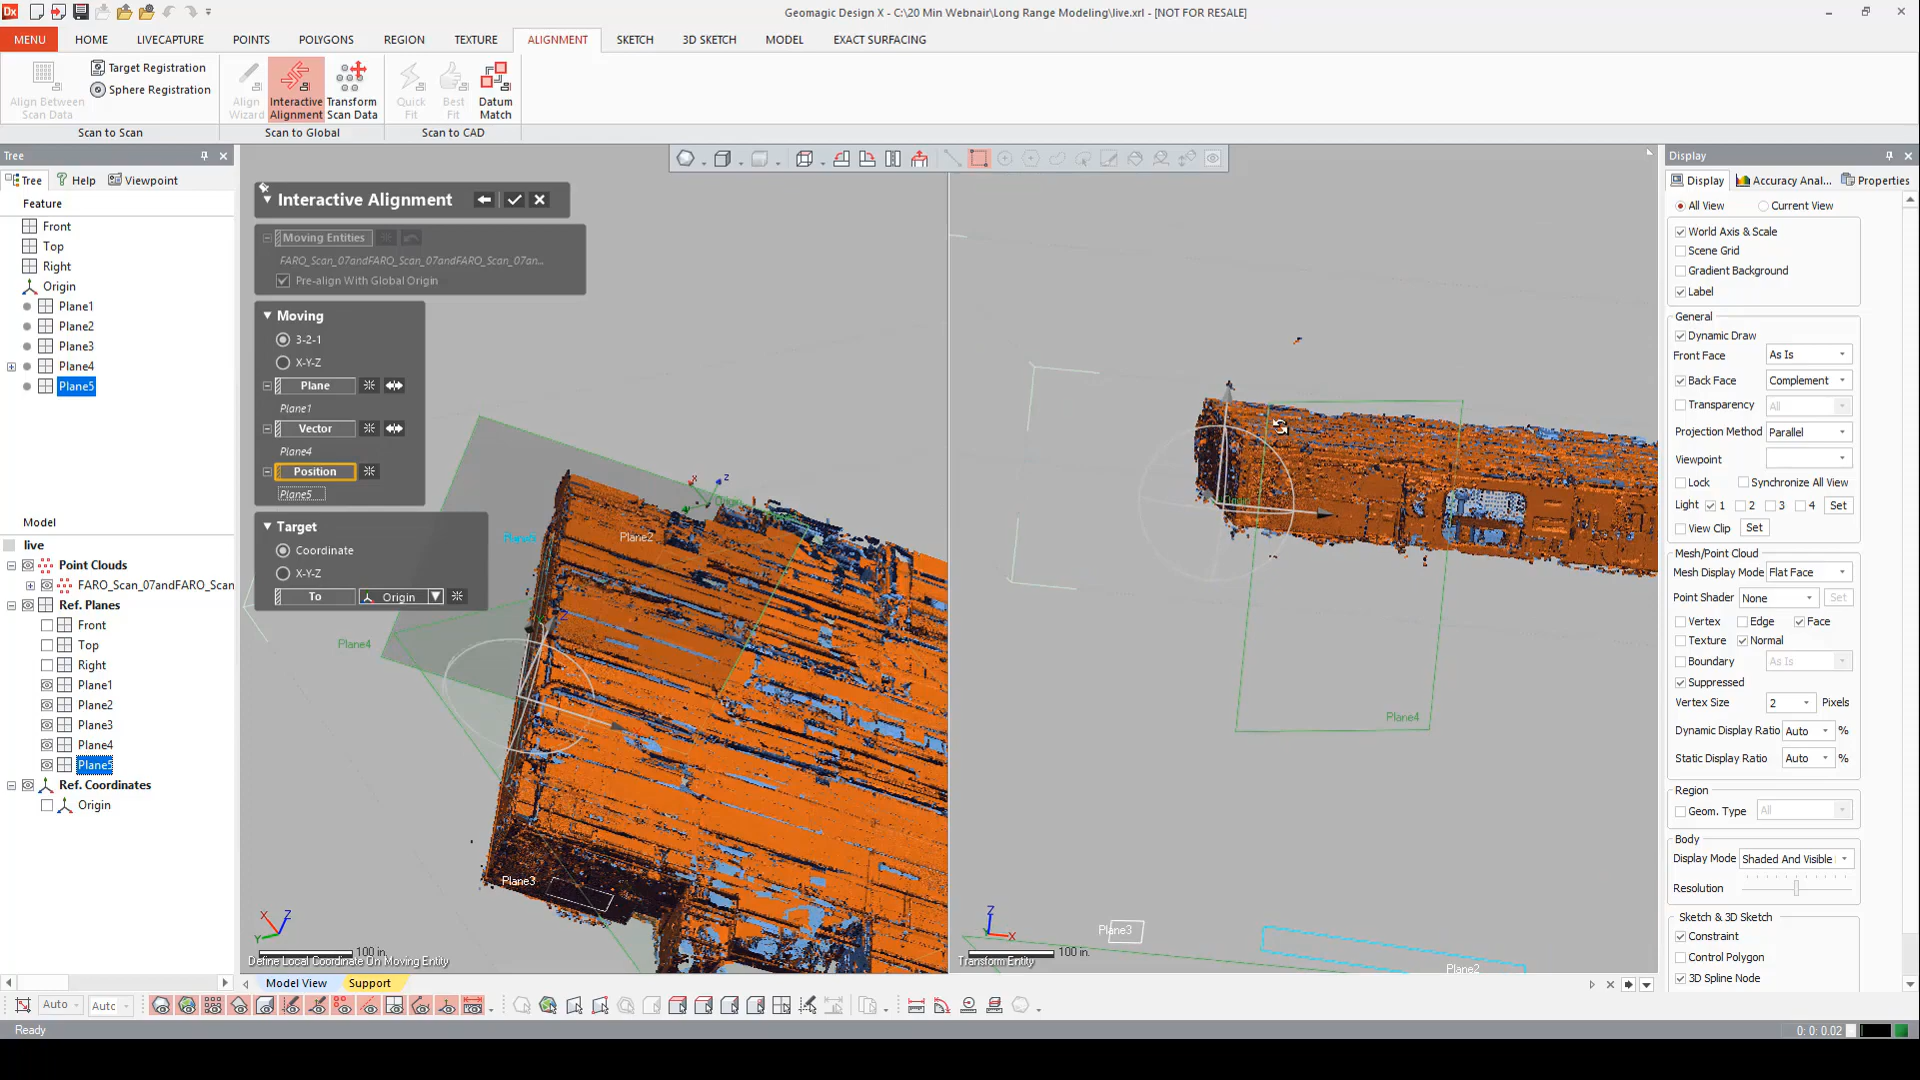 Dx
Geomagic Design X - C:\20 Min Webnair\Long Range Modeling\live.xrl - [NOT FOR RESALE]
MENU HOME LIVECAPTURE POINTS POLYGONS REGION TEXTURE ALIGNMENT SKETCH 3D SKETCH MODEL EXACT SURFACING
Align Between Scan Data
Target Registration
Sphere Registration
Align Wizard
Interactive Alignment
Transform Scan Data
Quick Fit
Best Fit
Datum Match
Scan to Scan
Scan to Global
Scan to CAD
Tree
Tree Help Viewpoint
Feature
Front
Top
Right
Origin
Plane1
Plane2
Plane3
Plane4
Plane5
Model
live
Point Clouds
FARO_Scan_07andFARO_Scan
Ref. Planes
Front
Top
Right
Plane1
Plane2
Plane3
Plane4
Plane5
Ref. Coordinates
Origin
Interactive Alignment
Moving Entities
FARO_Scan_07andFARO_Scan_07andFARO_Scan_07an...
Pre-align With Global Origin
Moving
3-2-1
X-Y-Z
Plane
Plane1
Vector
Plane4
Position
Plane5
Target
Coordinate
X-Y-Z
To Origin
Plane2
Plane4
Plane3
X Z
Origin
X Z
Y
100 in.
Define Local Coordinate On Moving Entity
Origin
Plane4
Plane3
Plane2
Z
X
100 in.
Transform Entity
Model View Support
Auto Auto
Ready
0: 0: 0.02
Display
Display Accuracy Anal... Properties
All View Current View
World Axis & Scale
Scene Grid
Gradient Background
Label
General
Dynamic Draw
Front Face As Is
Back Face Complement
Transparency All
Projection Method Parallel
Viewpoint
Lock Synchronize All View
Light 1 2 3 4 Set
View Clip Set
Mesh/Point Cloud
Mesh Display Mode Flat Face
Point Shader None Set
Vertex Edge Face
Texture Normal
Boundary As Is
Suppressed
Vertex Size 2 Pixels
Dynamic Display Ratio Auto %
Static Display Ratio Auto %
Region
Geom. Type All
Body
Display Mode Shaded And Visible
Resolution
Sketch & 3D Sketch
Constraint
Control Polygon
3D Spline Node